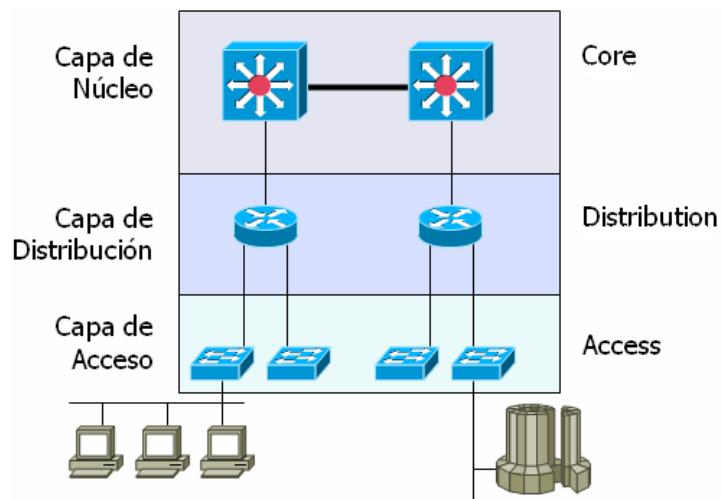 Capa de
Núcleo
Core
Capa de
Distribución
Distribution
Capa de
Acceso
Access